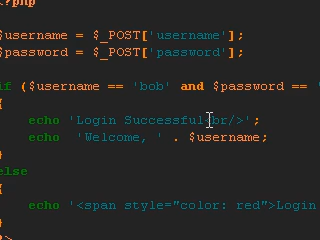 <?php
$username = $_POST['username'];
$password = $_POST['password'];
if ($username == 'bob' and $password == '
{
echo 'Login Successful<br/>';
echo 'Welcome, ' . $username;
}
else
{
echo '<span style="color: red">Login
}
?>